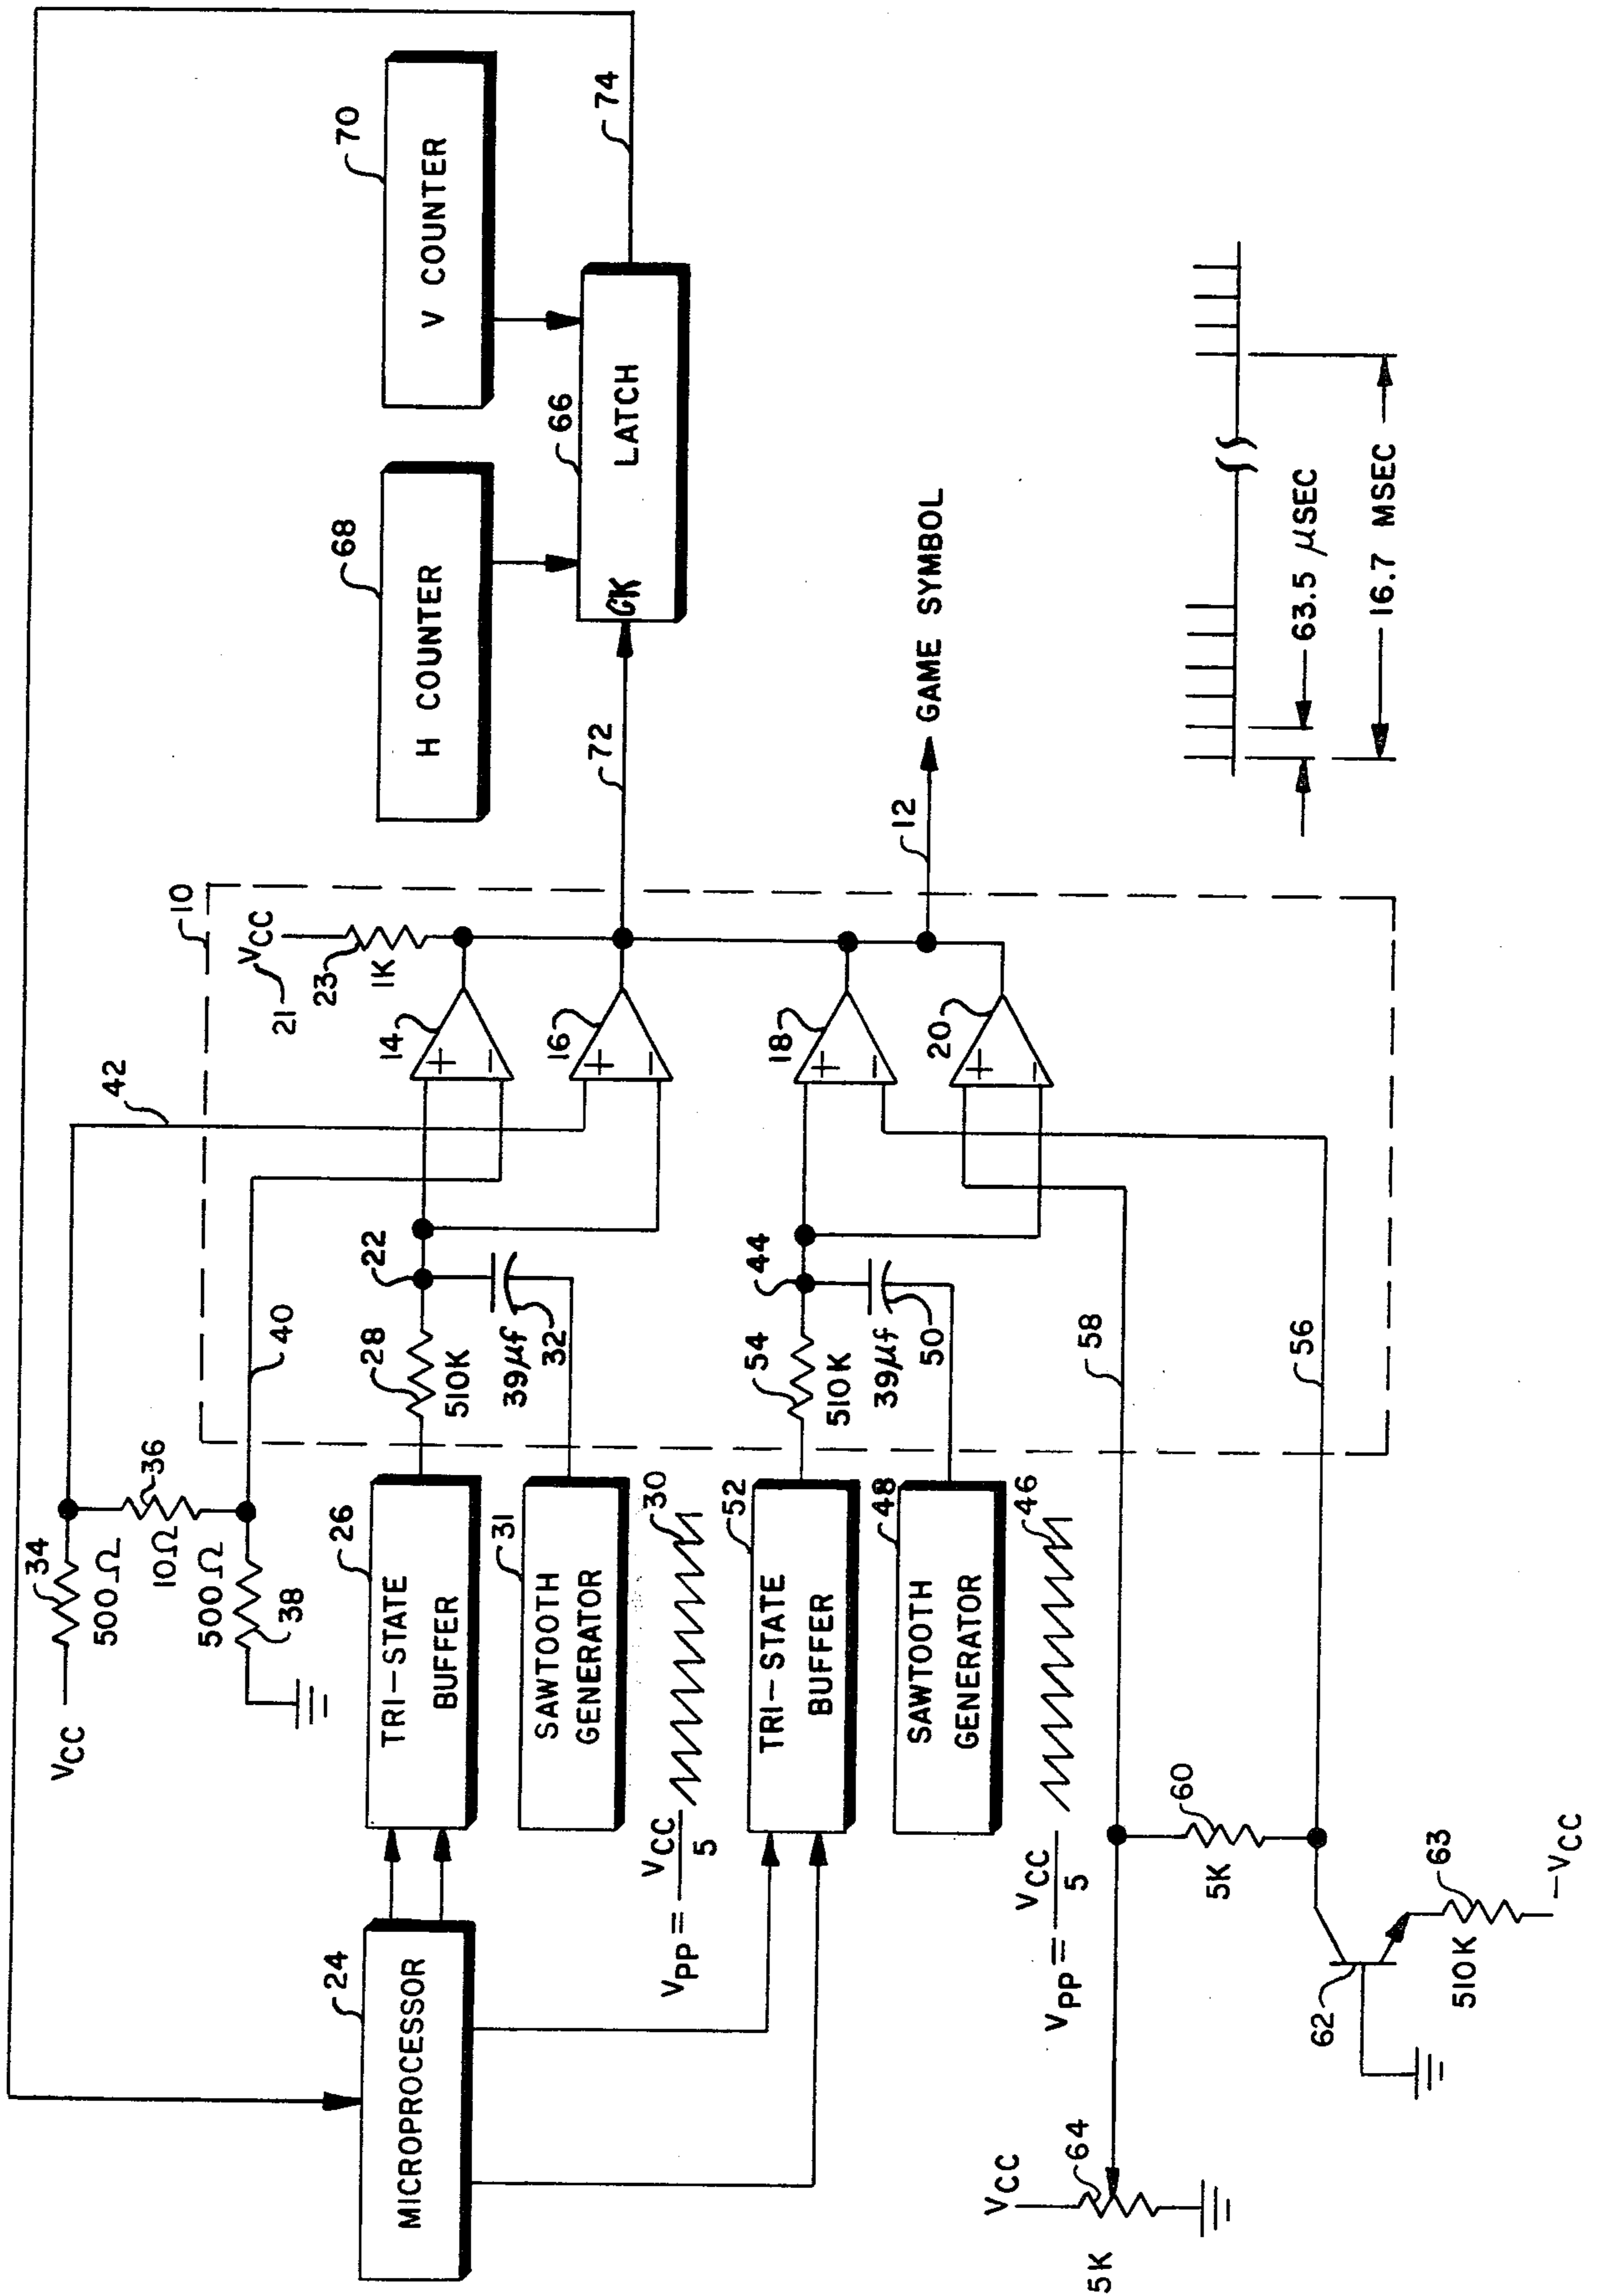 70
V COUNTER
74
68
H COUNTER
66
LATCH
CK
72
12
GAME SYMBOL
63.5 μSEC
16.7 MSEC
10
VCC
21
23
1K
14
+
−
16
+
−
18
+
−
20
+
−
42
22
40
28
510K
39μf
32
44
54
510K
39μf
50
58
56
34
500Ω
36
10Ω
500Ω
38
VCC
26
TRI-STATE
BUFFER
31
SAWTOOTH
GENERATOR
30
VPP = VCC
5
52
TRI-STATE
BUFFER
48
SAWTOOTH
GENERATOR
46
VPP = VCC
5
24
MICROPROCESSOR
60
5K
62
63
510K
−VCC
VCC
64
5K